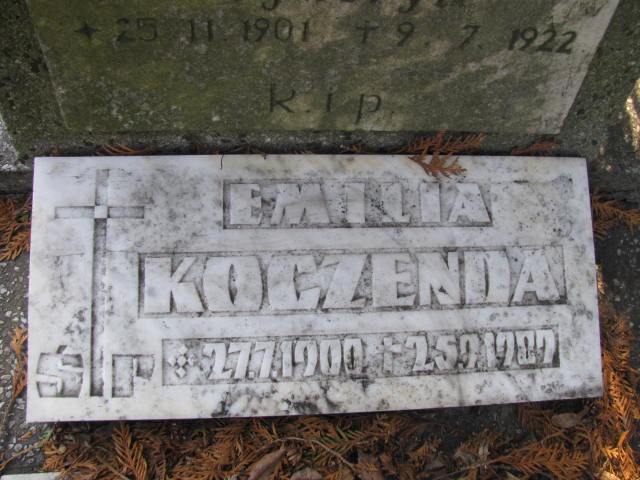 * 25 11.1901 + 9. 7. 1922
R.i.p.
EMILIA
KOCZENDA
* 27.7.1900 +
Ś P